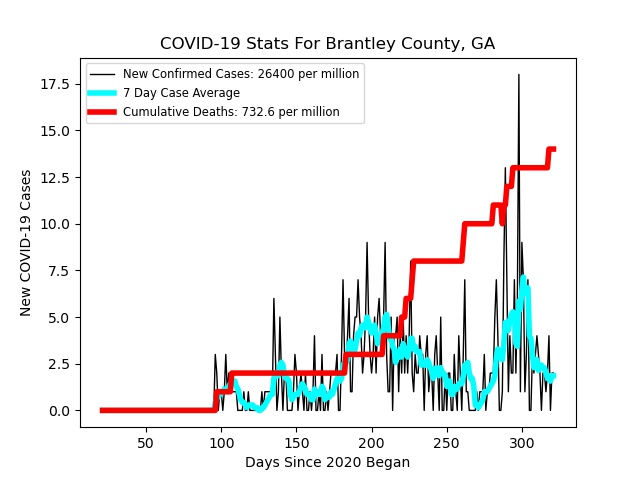 COVID-19 Stats For Brantley County, GA
New Confirmed Cases: 26400 per million
7 Day Case Average
Cumulative Deaths: 732.6 per million
New COVID-19 Cases
17.5
15.0
12.5
10.0
7.5
5.0
2.5
0.0
50 100 150 200 250 300
Days Since 2020 Began